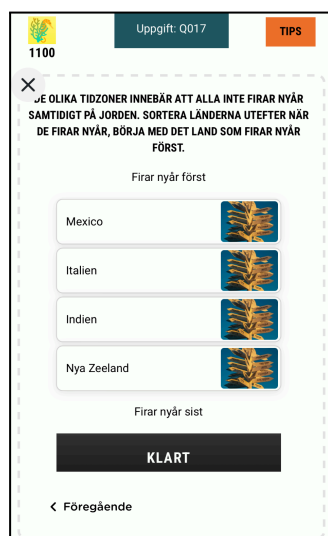 Uppgift: Q017
TIPS
1100
DE OLIKA TIDZONER INNEBÄR ATT ALLA INTE FIRAR NYÅR
SAMTIDIGT PÅ JORDEN. SORTERA LÄNDERNA UTEFTER NÄR
DE FIRAR NYÅR, BÖRJA MED DET LAND SOM FIRAR NYÅR
FÖRST.
Firar nyår först
Mexico
Italien
Indien
Nya Zeeland
Firar nyår sist
KLART
Föregående